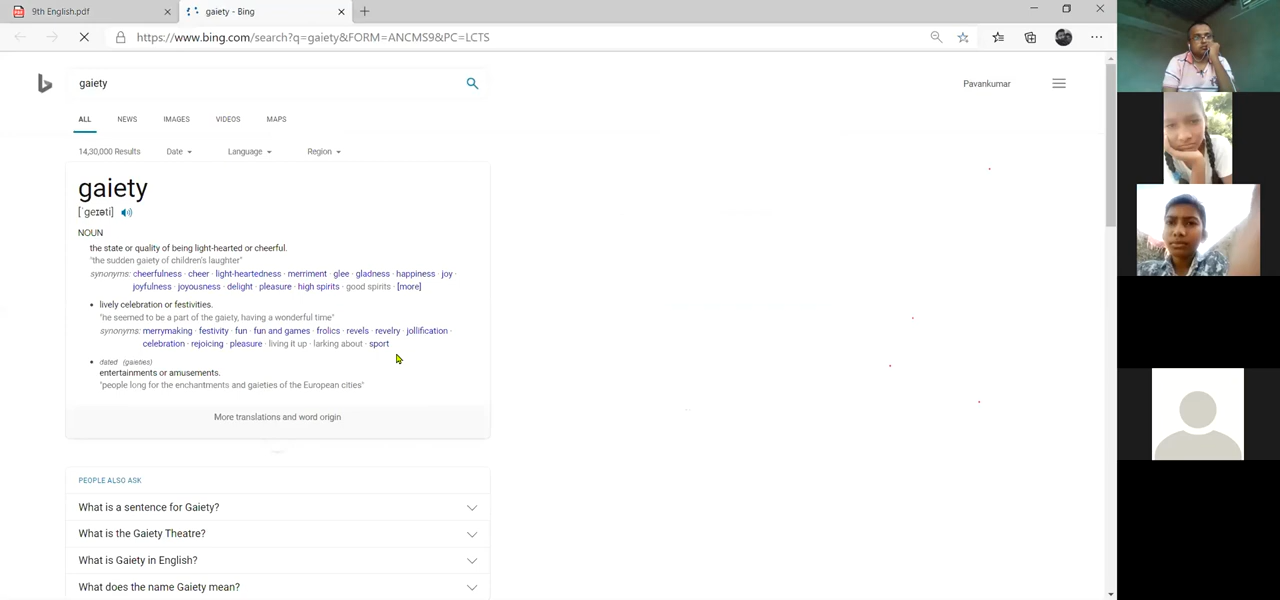 9th English.pdf
gaiety - Bing
https://www.bing.com/search?q=gaiety&FORM=ANCMS9&PC=LCTS
gaiety
Pavankumar
ALL NEWS IMAGES VIDEOS MAPS
14,30,000 Results Date Language Region
gaiety
[ˈɡeɪəti]
NOUN
the state or quality of being light-hearted or cheerful.
"the sudden gaiety of children's laughter"
synonyms: cheerfulness · cheer · light-heartedness · merriment · glee · gladness · happiness · joy ·
joyfulness · joyousness · delight · pleasure · high spirits · good spirits · [more]
• lively celebration or festivities.
"he seemed to be a part of the gaiety, having a wonderful time"
synonyms: merrymaking · festivity · fun · fun and games · frolics · revels · revelry · jollification ·
celebration · rejoicing · pleasure · living it up · larking about · sport
• dated (gaieties)
entertainments or amusements.
"people long for the enchantments and gaieties of the European cities"
More translations and word origin
PEOPLE ALSO ASK
What is a sentence for Gaiety?
What is the Gaiety Theatre?
What is Gaiety in English?
What does the name Gaiety mean?